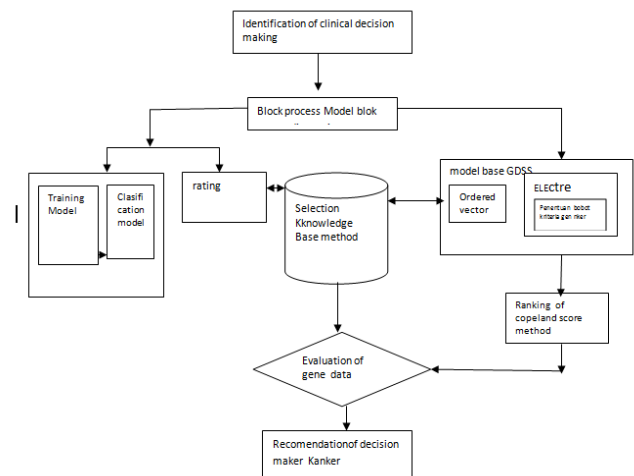 Identification of clinical decision
making
Block process Model blok
model base GDSS
Training
Model
Clasifi
cation
model
rating
Selection
Kknowledge
Base method
Ordered
vector
ELECtre
Penentuan bobot
kriteria gen
Ranking of
copeland score
method
Evaluation of
gene data
Recomendationof decision
maker Kanker